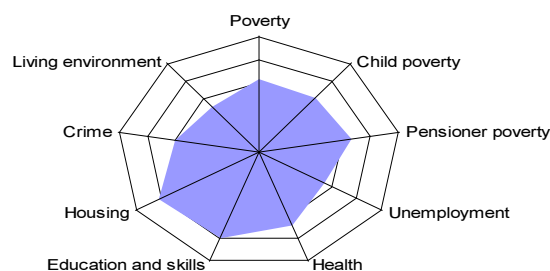 Poverty
Living environment
Child poverty
Crime
Pensioner poverty
Housing
Unemployment
Education and skills
Health